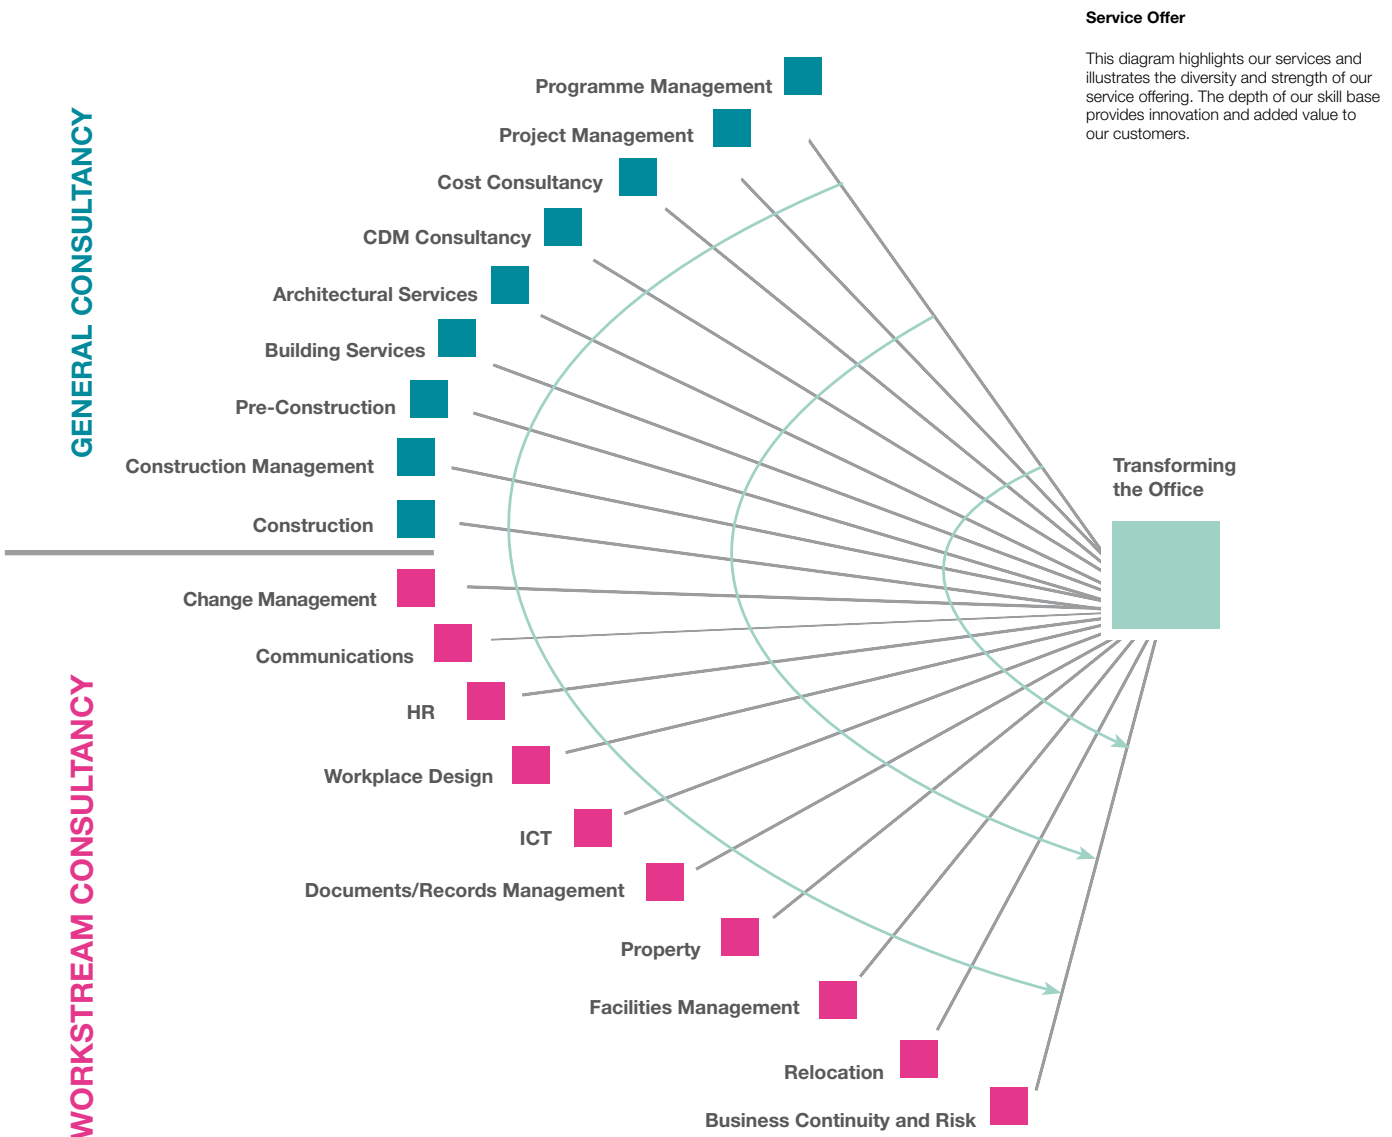 Service Offer
This diagram highlights our services and
illustrates the diversity and strength of our
service offering. The depth of our skill base
provides innovation and added value to
our customers.
GENERAL CONSULTANCY
Programme Management
Project Management
Cost Consultancy
CDM Consultancy
Architectural Services
Building Services
Pre-Construction
Construction Management
Construction
Transforming
the Office
WORKSTREAM CONSULTANCY
Change Management
Communications
HR
Workplace Design
ICT
Documents/Records Management
Property
Facilities Management
Relocation
Business Continuity and Risk